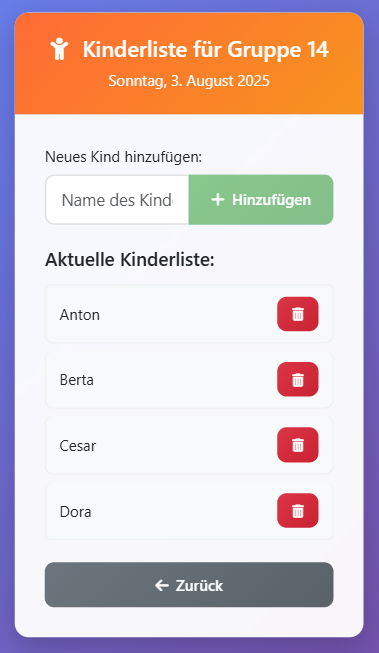 Kinderliste für Gruppe 14
Sonntag, 3. August 2025
Neues Kind hinzufügen:
Name des Kind
+ Hinzufügen
Aktuelle Kinderliste:
Anton
Berta
Cesar
Dora
← Zurück